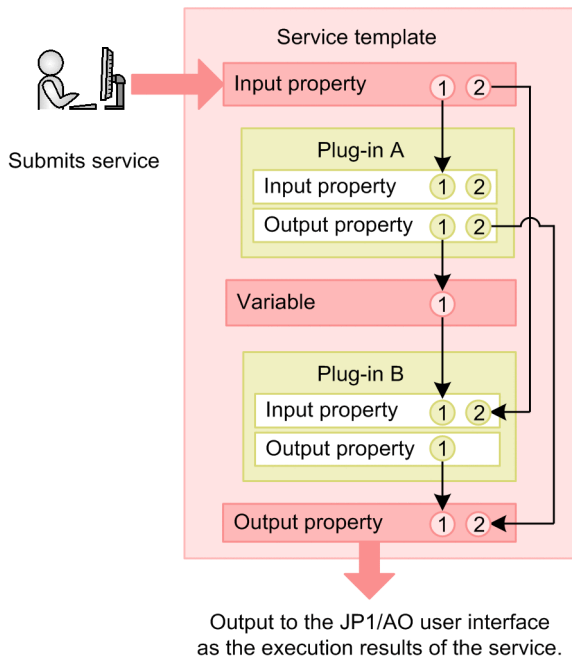 Service template
Input property 1 2
Submits service
Plug-in A
Input property 1 2
Output property 1 2
Variable 1
Plug-in B
Input property 1 2
Output property 1
Output property 1 2
Output to the JP1/AO user interface
as the execution results of the service.